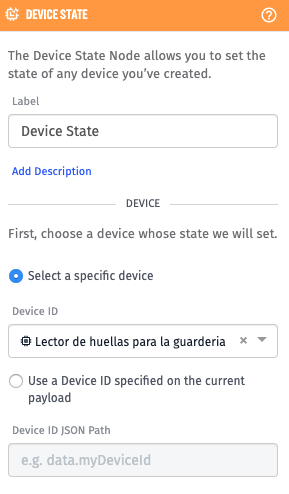 DEVICE STATE
The Device State Node allows you to set the
state of any device you've created.
Label
Device State
Add Description
DEVICE
First, choose a device whose state we will set.
Select a specific device
Device ID
Lector de huellas para la guarderia
Use a Device ID specified on the current
payload
Device ID JSON Path
e.g. data.myDeviceId